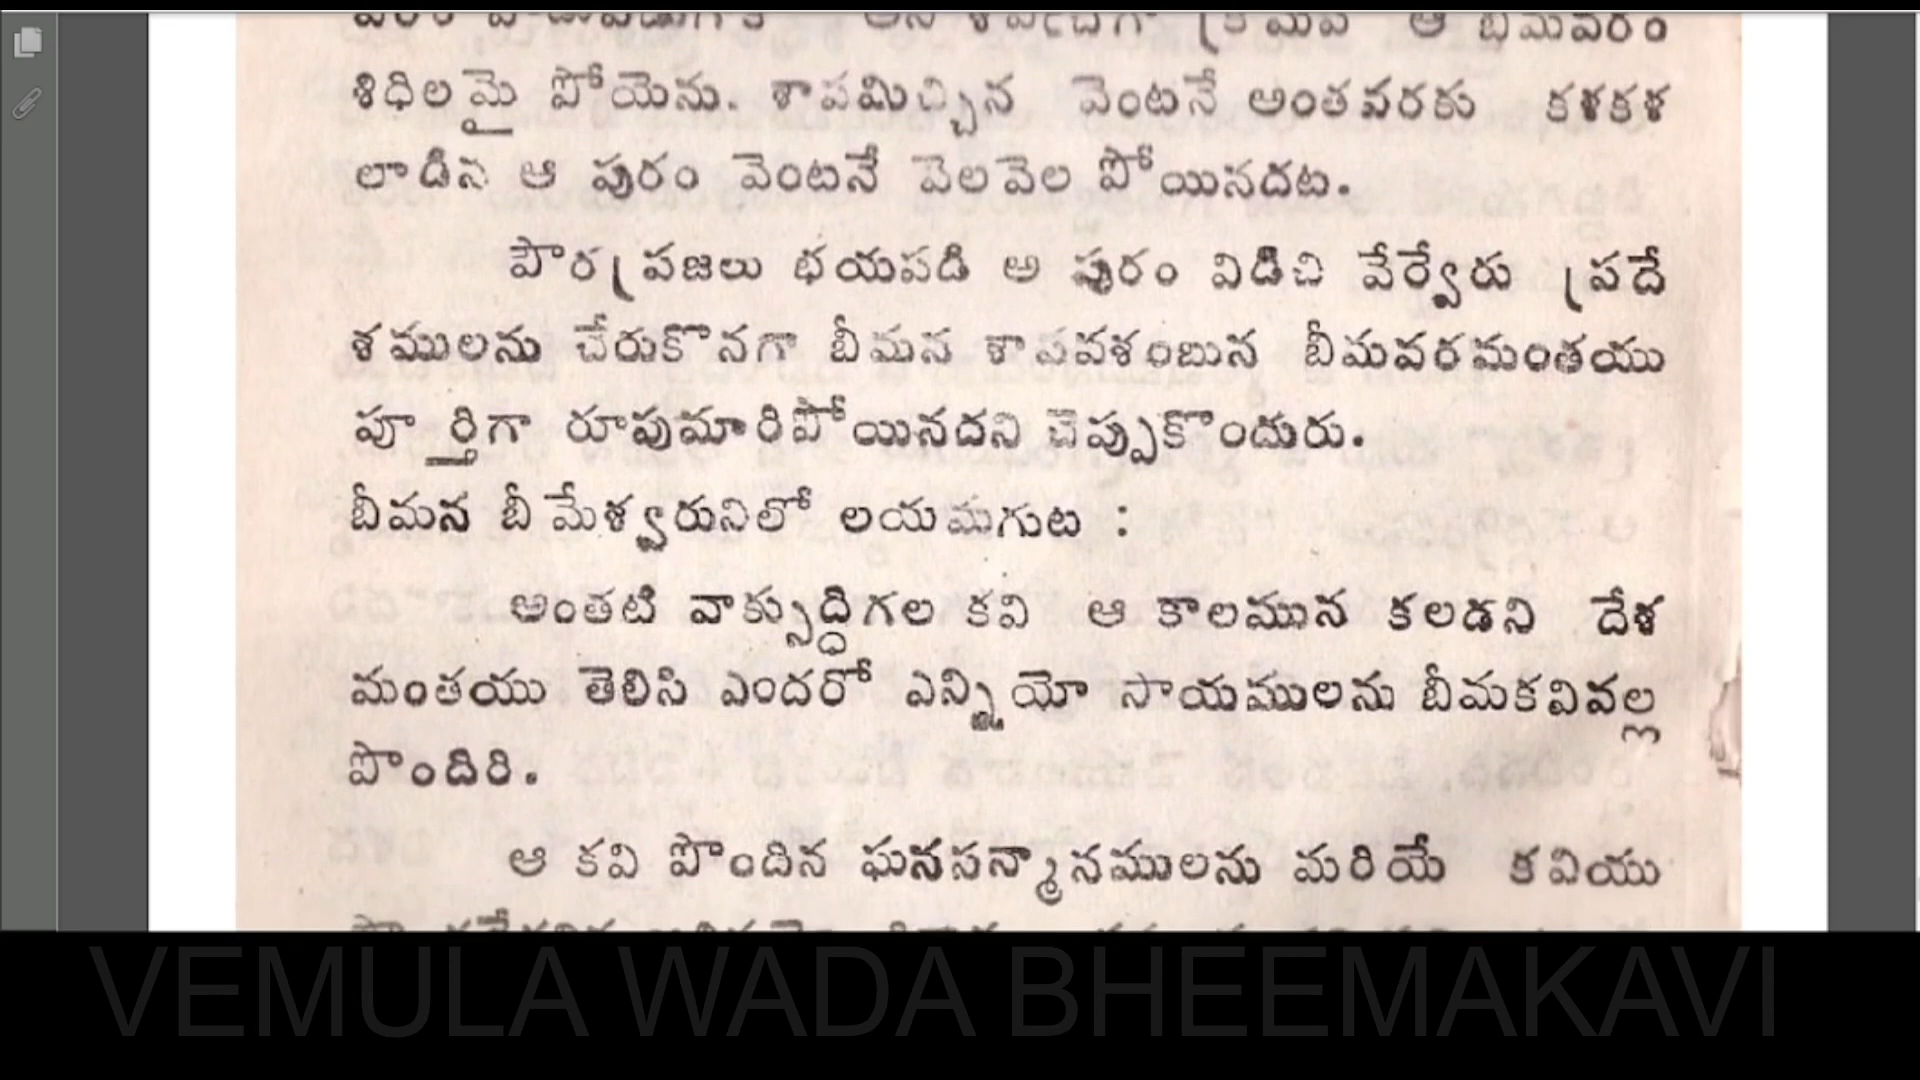 ఆ బీమవరం
శిధిలమై పోయెను. శాపమిచ్చిన వెంటనే అంతవరకు కళకళ
లాడిన ఆ పురం వెంటనే వెలవెల పోయినదట.
పౌరప్రజలు భయపడి అ పురం విడిచి వేర్వేరు ప్రదే
శములను చేరుకొనగా బీమన శాపవశంబున బీమవరమంతయు
పూర్తిగా రూపుమారిపోయినదని చెప్పుకొందురు.
బీమన బీమేశ్వరునిలో లయమగుట :
అంతటి వాక్సుద్ధిగల కవి ఆ కాలమున కలడని దేశ
మంతయు తెలిసి ఎందరో ఎన్నియో సాయములను బీమకవివల్ల
పొందిరి.
ఆ కవి పొందిన ఘనసన్మానములను మరియే కవియు
VEMULA WADA BHEEMAKAVI